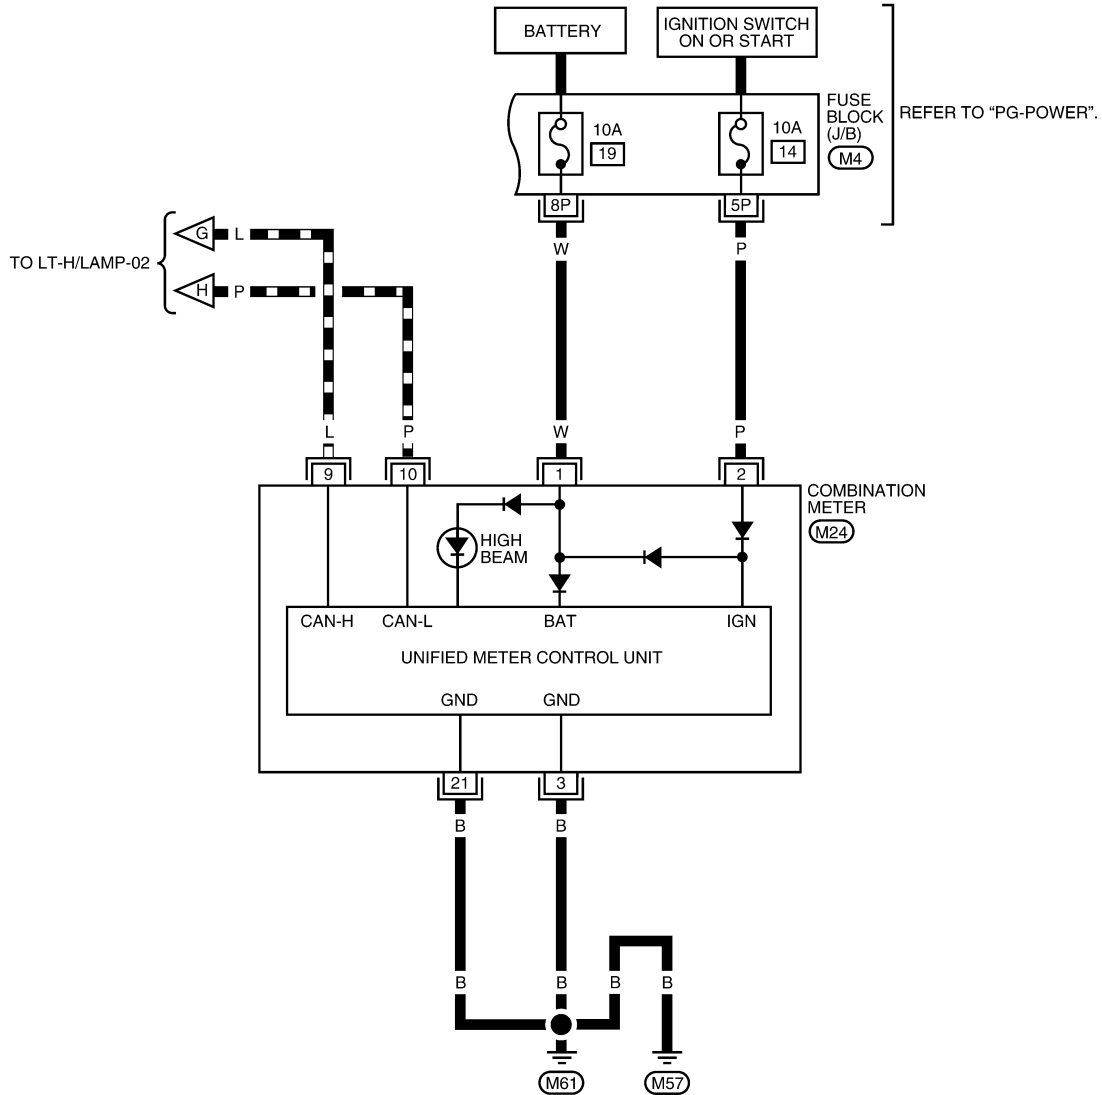 BATTERY
IGNITION SWITCH
ON OR START
FUSE
BLOCK
(J/B)
M4
REFER TO “PG-POWER”.
10A
19
10A
14
8P
5P
TO LT-H/LAMP-02
G
L
H
P
W
P
L
P
W
P
9
10
1
2
COMBINATION
METER
M24
HIGH
BEAM
CAN-H
CAN-L
BAT
IGN
UNIFIED METER CONTROL UNIT
GND
GND
21
3
B
B
B
B
B
B
M61
M57